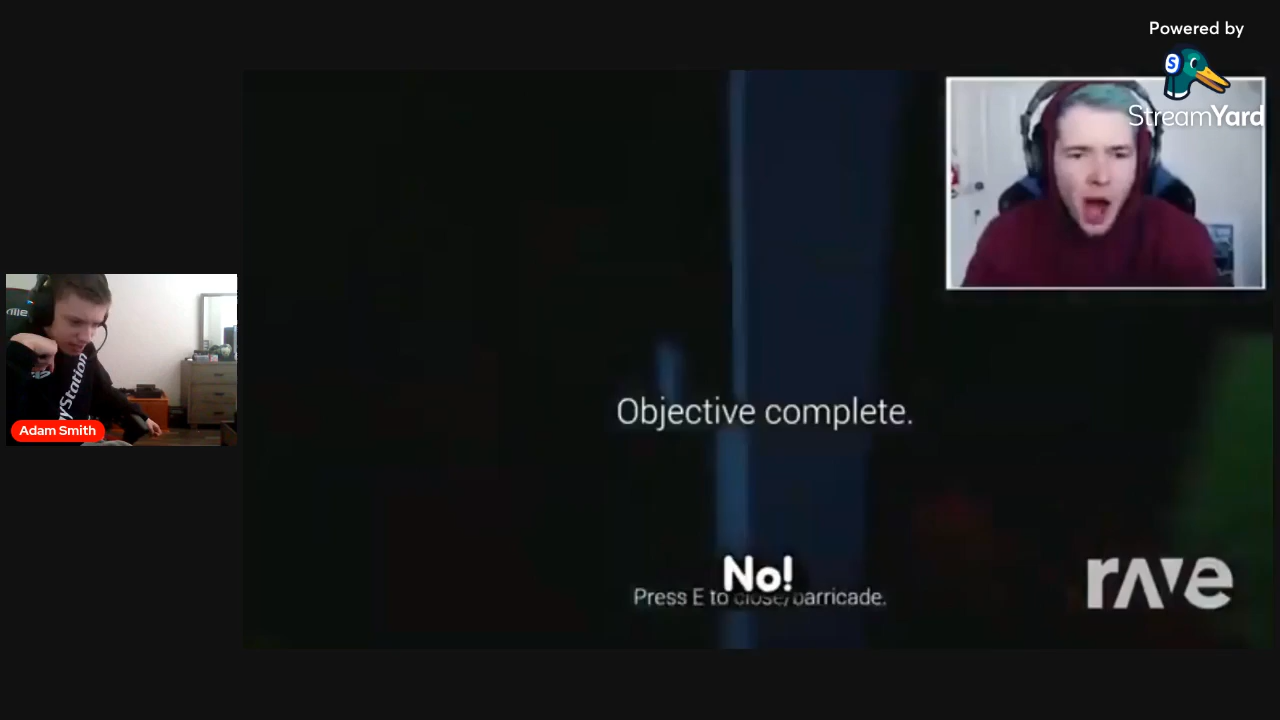 Powered by
StreamYard
Adam Smith
Objective complete.
No!
Press E to close/barricade.
rave